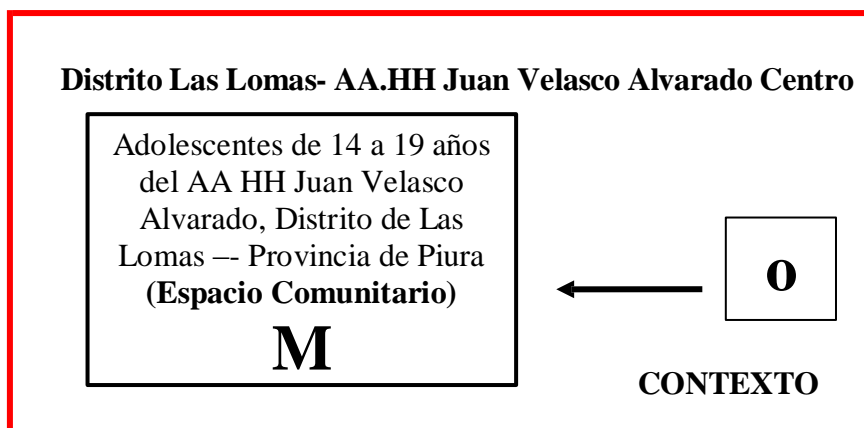 Distrito Las Lomas- AA.HH Juan Velasco Alvarado Centro
Adolescentes de 14 a 19 años
del AA HH Juan Velasco
Alvarado, Distrito de Las
Lomas –- Provincia de Piura
(Espacio Comunitario)
M
o
CONTEXTO